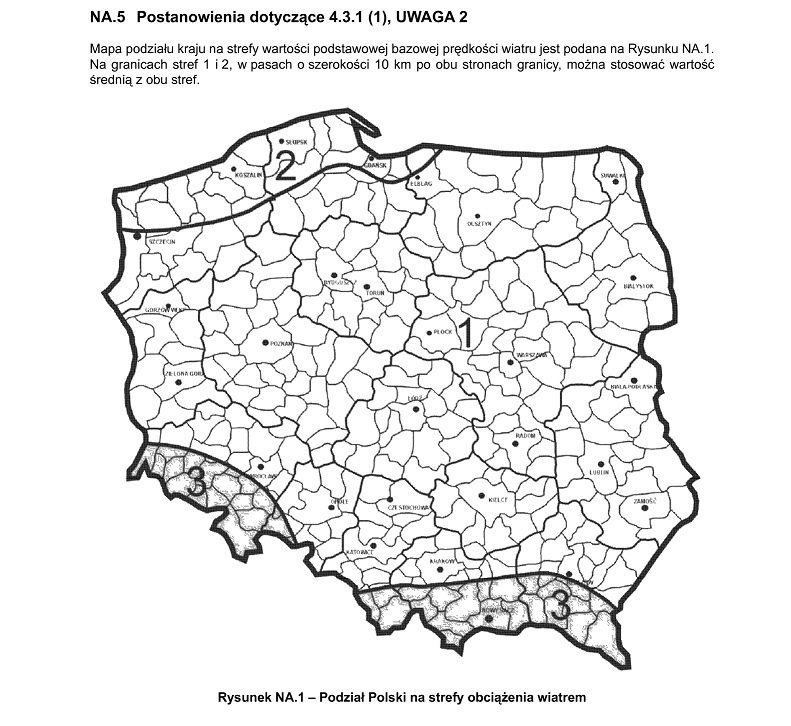 NA.5 Postanowienia dotyczące 4.3.1 (1), UWAGA 2
Mapa podziału kraju na strefy wartości podstawowej bazowej prędkości wiatru jest podana na Rysunku NA.1.
Na granicach stref 1 i 2, w pasach o szerokości 10 km po obu stronach granicy, można stosować wartość
średnią z obu stref.
SŁUPSK
2
GDAŃSK
KOSZALIN
ELBLĄG
SUWAŁKI
OLSZTYN
SZCZECIN
BYDGOSZCZ
TORUŃ
BIAŁYSTOK
GORZÓW WLKP
PŁOCK
1
POZNAŃ
WARSZAWA
ZIELONA GÓRA
BIAŁA PODLASKA
ŁÓDŹ
RADOM
WROCŁAW
LUBLIN
3
OPOLE
CZĘSTOCHOWA
KIELCE
ZAMOŚĆ
KATOWICE
KRAKÓW
NOWY SĄCZ
3
Rysunek NA.1 – Podział Polski na strefy obciążenia wiatrem